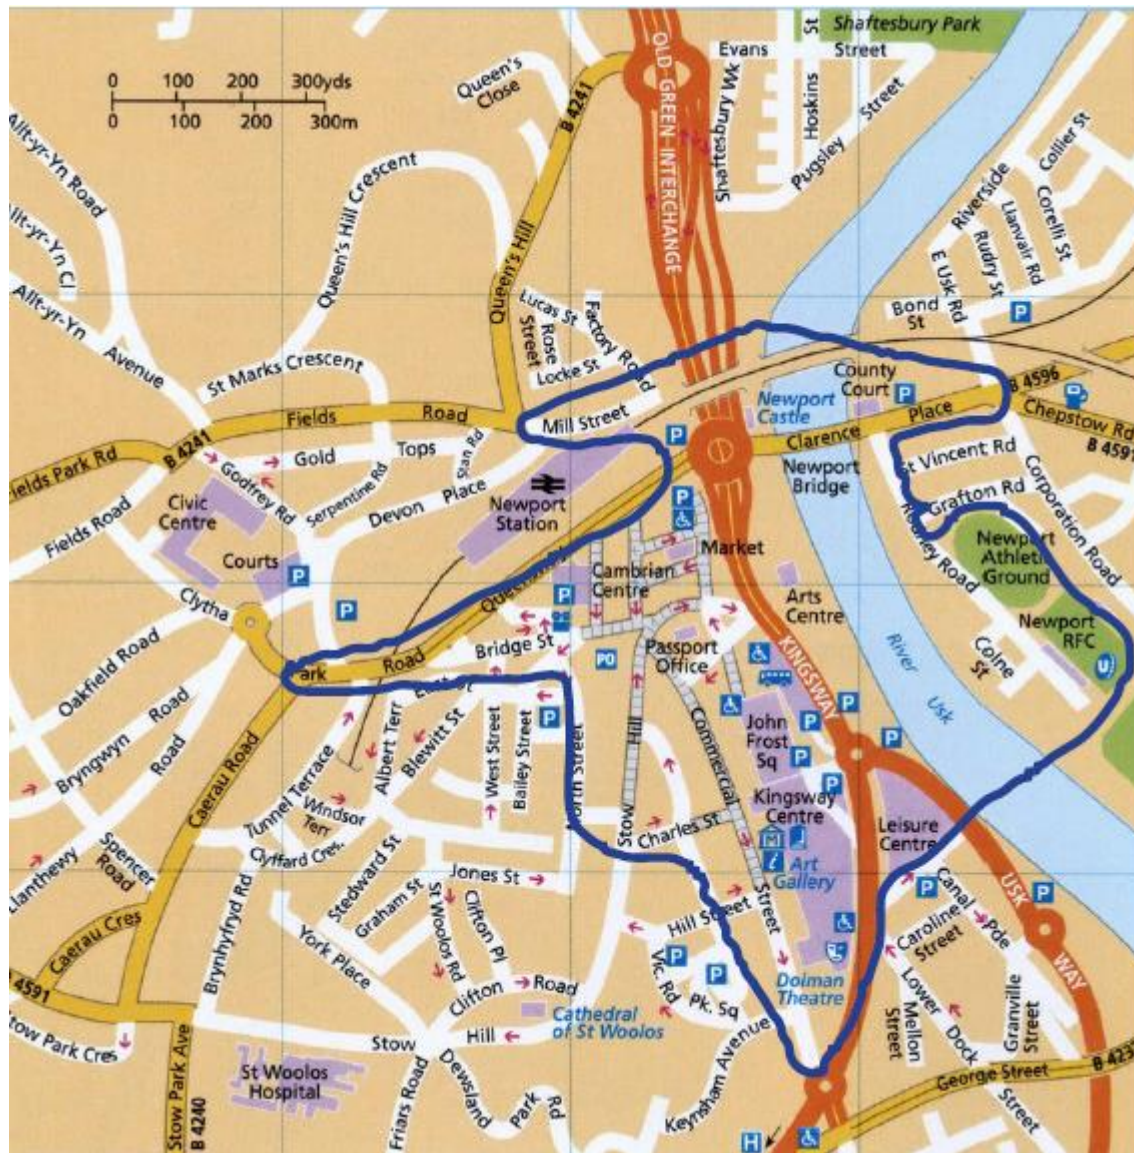 St
Shaftesbury Park
Evans
Street
OLD GREEN INTERCHANGE
Queen's
Close
B 4241
Shaftesbury Wk
Hoskins
Street
Pugsley
0 100 200 300yds
0 100 200 300m
Allt-yr-Yn Road
Allt-yr-Yn Cl
Allt-yr-Yn
Avenue
Queen's Hill Crescent
Queen's Hill
St Marks Crescent
Lucas St
Rose
Street
Factory Road
Locke St
Mill Street
Riverside
Collier St
Corelli St
Llanvair Rd
Rudry St
E Usk Rd
Bond
St
P
County
Court
P
B 4596
Newport
Castle
Clarence
Place
Chepstow Rd
B 4591
Fields
Road
B 4241
Gold
Tops
Stan Rd
Fields Park Rd
Godfrey Rd
Serpentine Rd
Devon
Place
Newport
Station
P
Newport
Bridge
St Vincent Rd
Grafton Rd
Corporation Road
Rodney Road
Newport
Athletic
Ground
Newport
RFC
Civic
Centre
Fields Road
Courts
P
P
Clytha
Park
Road
Cambrian
Centre
P
Market
P
Arts
Centre
Passport
Office
PO
Bridge St
KINGSWAY
River
Usk
Colne
St
Oakfield Road
Bryngwyn
Road
Road
Caerau Road
East St
Albert Terr
Blewitt St
West Street
Bailey Street
P
North Street
Stow
Hill
Commercial
Street
John
Frost
Sq
P
P
P
P
P
Kingsway
Centre
Leisure
Centre
Art
Gallery
i
Tunnel Terrace
Windsor
Terr
Clyffard Cres.
Charles St
Llanthewy
Spencer
Road
Stedward St
Graham St
Jones St
St Woolos Rd
Clifton Pl
Caerau Cres
Brynhyfryd Rd
York Place
Clifton
Road
Hill Street
Vic. Rd
P
P
Pk. Sq
Dolman
Theatre
P
Canal
Pde
USK
WAY
P
Caroline
Street
Lower
Dock
Street
Mellon
Street
Granville
Street
4591
Stow Park Cres
Stow
Hill
Cathedral
of St Woolos
St Woolos
Hospital
Stow Park Ave
B 4240
Friars Road
Dewsland
Park
Rd
Keynsham Avenue
George Street
H